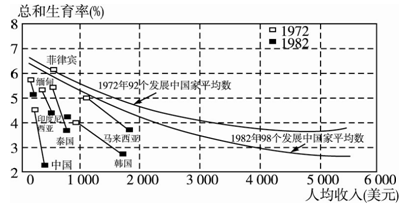 总和生育率(%)
8
7
6
5
4
3
2
1972
1982
菲律宾
缅甸
1972年92个发展中国家平均数
印度尼
西亚
泰国
马来西亚
1982年98个发展中国家平均数
中国
韩国
0
1 000
2 000
3 000
4 000
5 000
6 000
人均收入(美元)